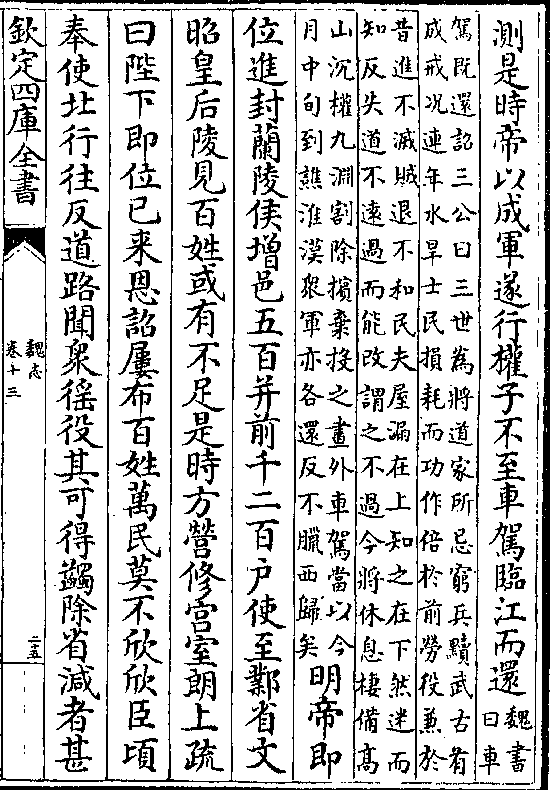 測是時帝以成軍遂行權子不至車駕臨江而還魏書
曰車
駕既還詔三公曰三世為將道家所忌窮兵黷武古有
成戒况連年水旱士民損耗而功作倍於前勞役兼於
昔進不滅賊退不和民夫屋漏在上知之在下然迷而
知反失道不遠過而能改謂之不過今將休息棲備髙
山沉權九淵割除擯棄投之畫外車駕當以今
月中旬到譙淮漢衆軍亦各還反不臘西歸矣
明帝即
位進封蘭陵侯增邑五百并前千二百户使至鄴省文
昭皇后陵見百姓或有不足是時方營修宫室朗上疏
曰陛下即位已来恩詔屢布百姓萬民莫不欣欣臣頃
奉使北行往反道路聞衆徭役其可得蠲除省減者甚
欽定四庫全書
魏志
卷十三
二五